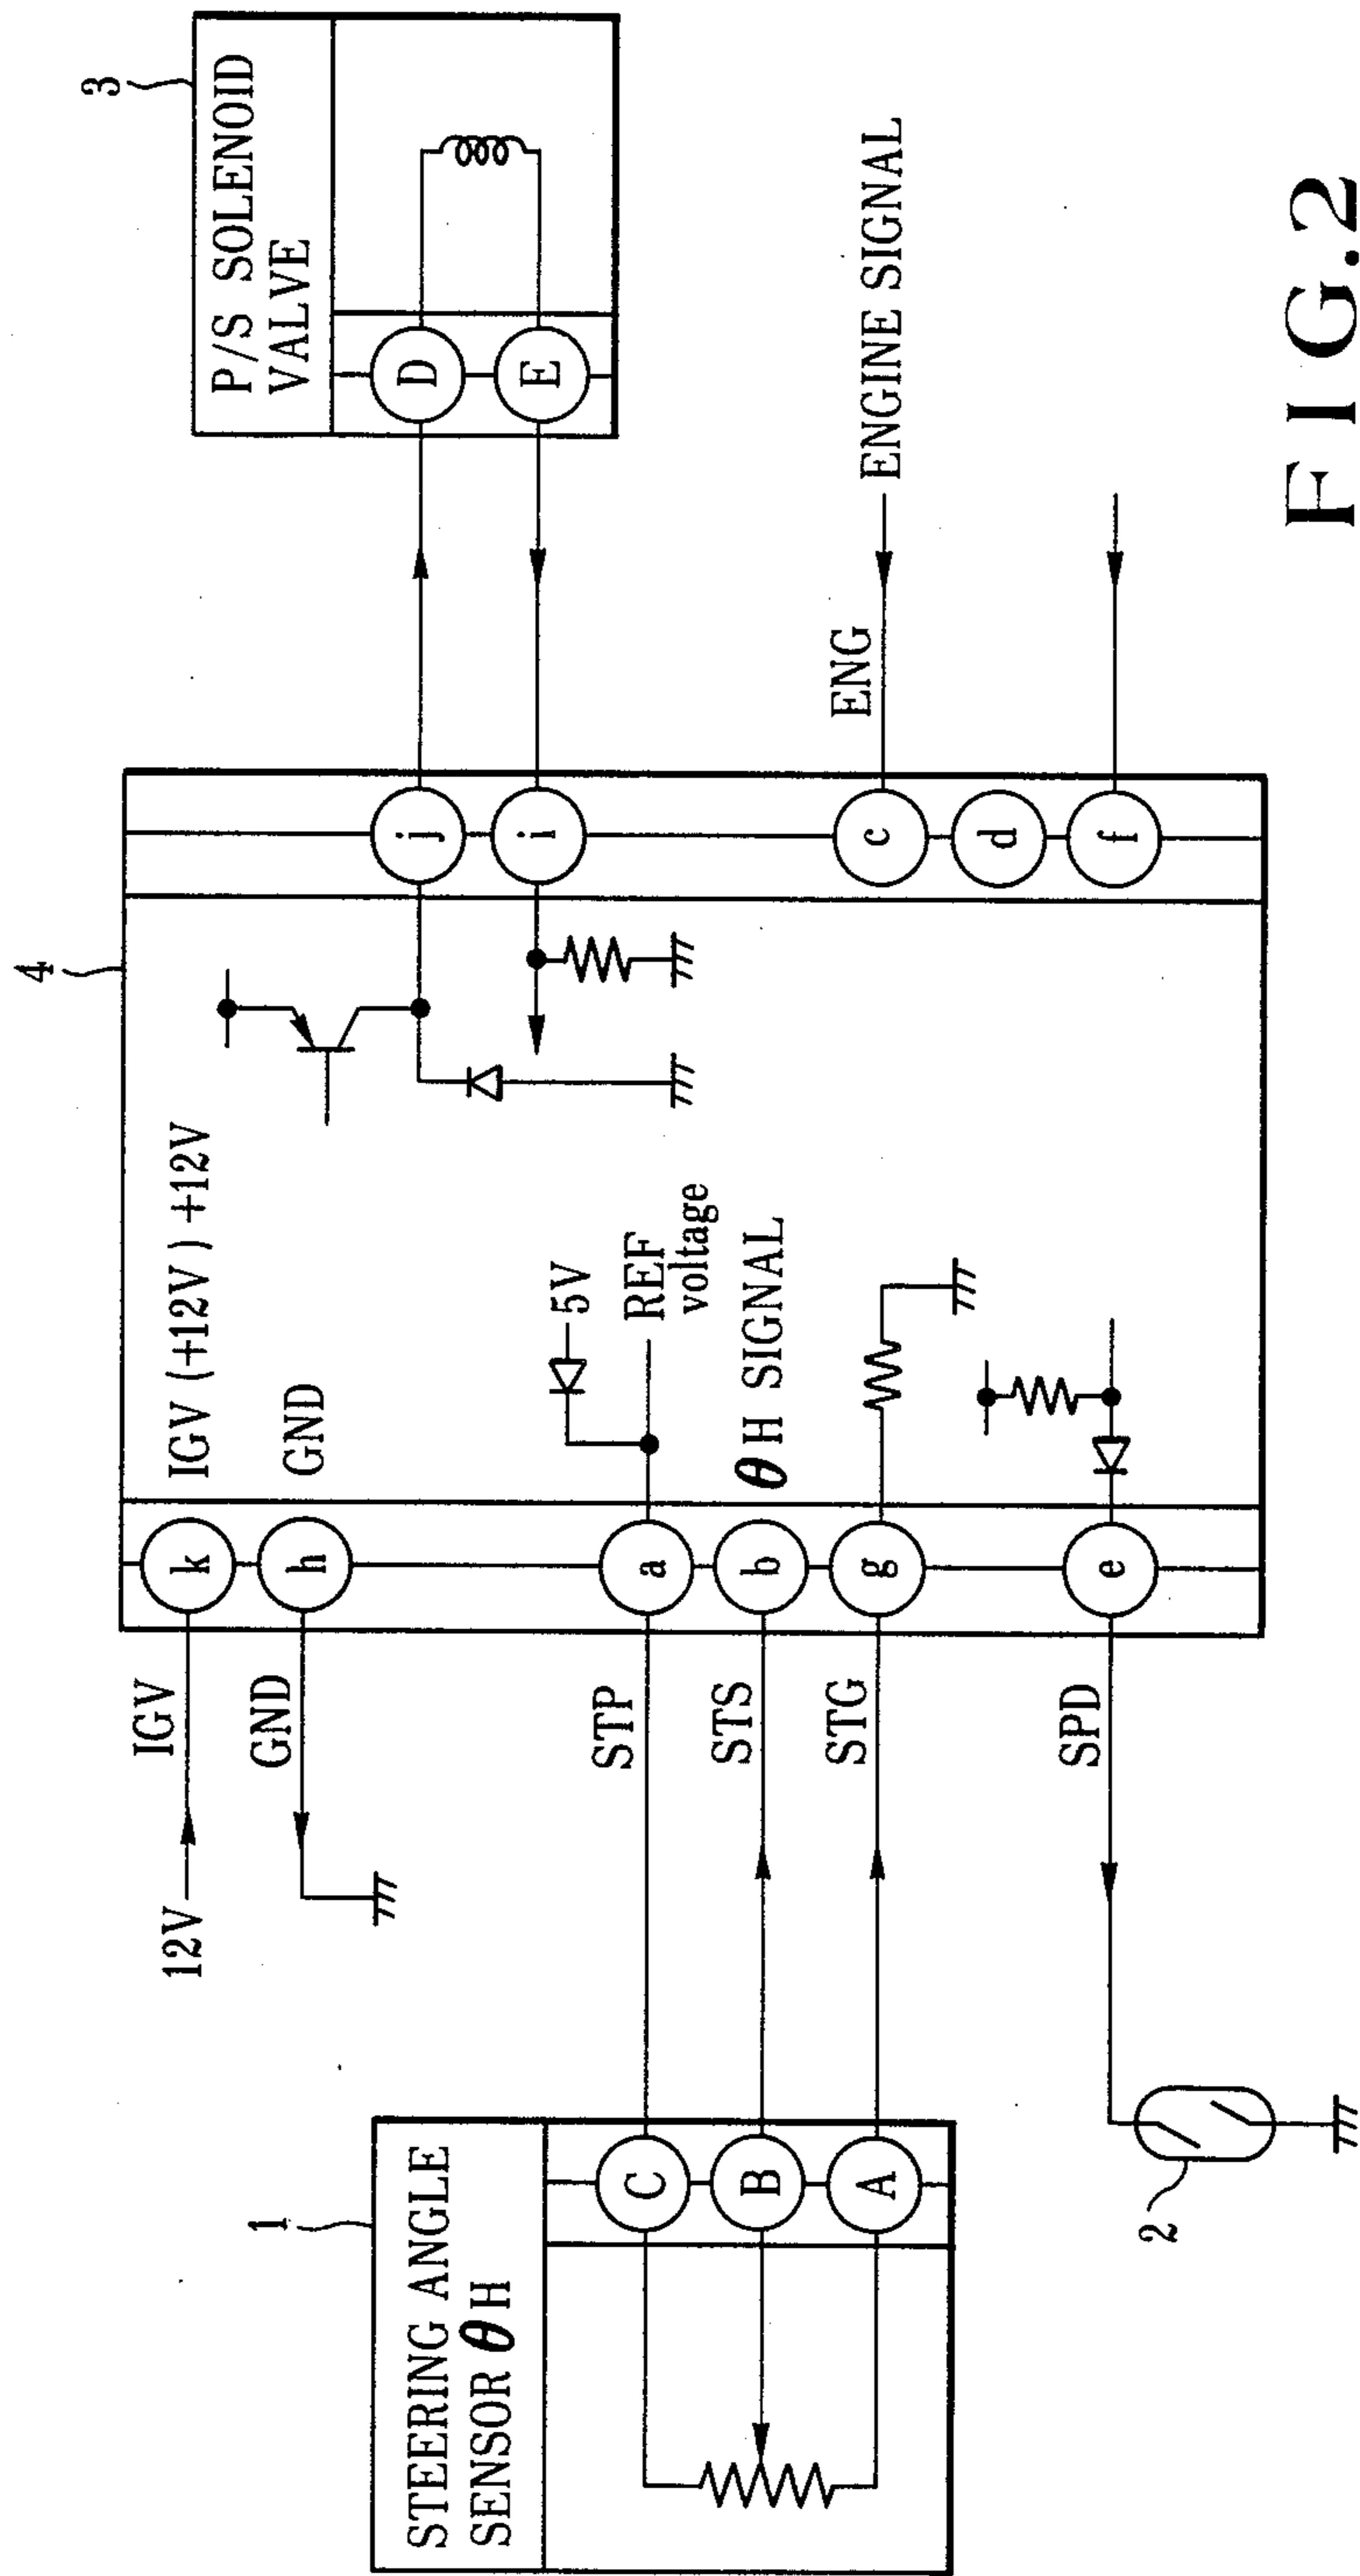 1
STEERING ANGLE
SENSOR θH
C
B
A
2
12V
IGV
GND
STP
STS
STG
SPD
4
k
h
a
b
g
e
IGV (+12V) +12V
GND
5V
REF
voltage
θH SIGNAL
j
i
c
d
f
ENG
ENGINE SIGNAL
3
P/S SOLENOID
VALVE
D
E
FIG.2